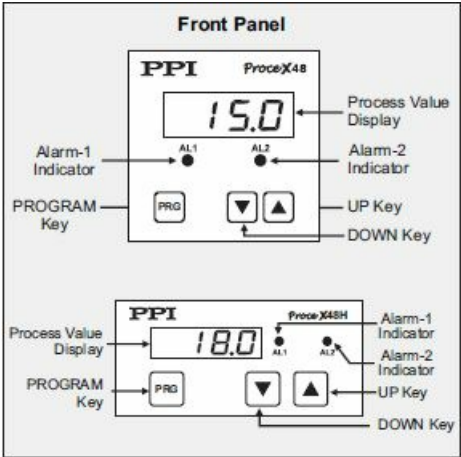 Front Panel
PPI ProceX48
15.0
Process Value
Display
AL1 AL2
Alarm-1
Indicator
Alarm-2
Indicator
PROGRAM
Key
PRG
UP Key
DOWN Key
PPI ProceX48H
Process Value
Display
18.0
AL1 AL2
Alarm-1
Indicator
Alarm-2
Indicator
PROGRAM
Key
PRG
UP Key
DOWN Key